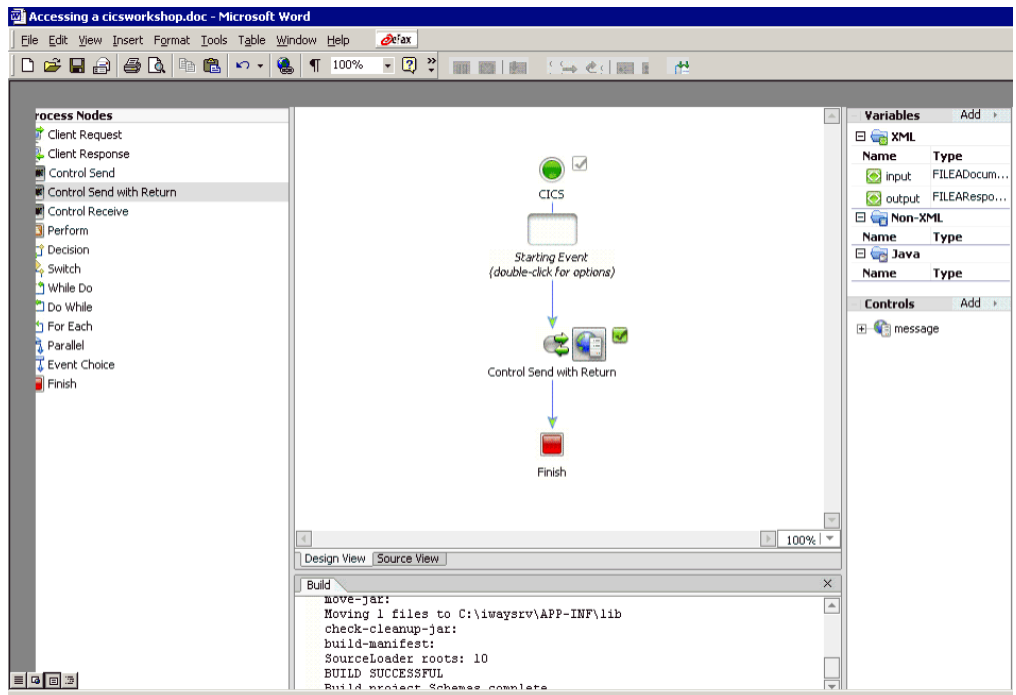 Accessing a cicsworkshop.doc - Microsoft Word
File Edit View Insert Format Tools Table Window Help eFax
100%
rocess Nodes
Client Request
Client Response
Control Send
Control Send with Return
Control Receive
Perform
Decision
Switch
While Do
Do While
For Each
Parallel
Event Choice
Finish
CICS
Starting Event
(double-click for options)
Control Send with Return
Finish
100%
Design View Source View
Build
move-jar:
Moving 1 files to C:\iwaysrv\APP-INF\lib
check-cleanup-jar:
build-manifest:
SourceLoader roots: 10
BUILD SUCCESSFUL
Build project Schemas complete
Variables Add
XML
Name Type
input FILEADocum...
output FILEARespo...
Non-XML
Name Type
Java
Name Type
Controls Add
message